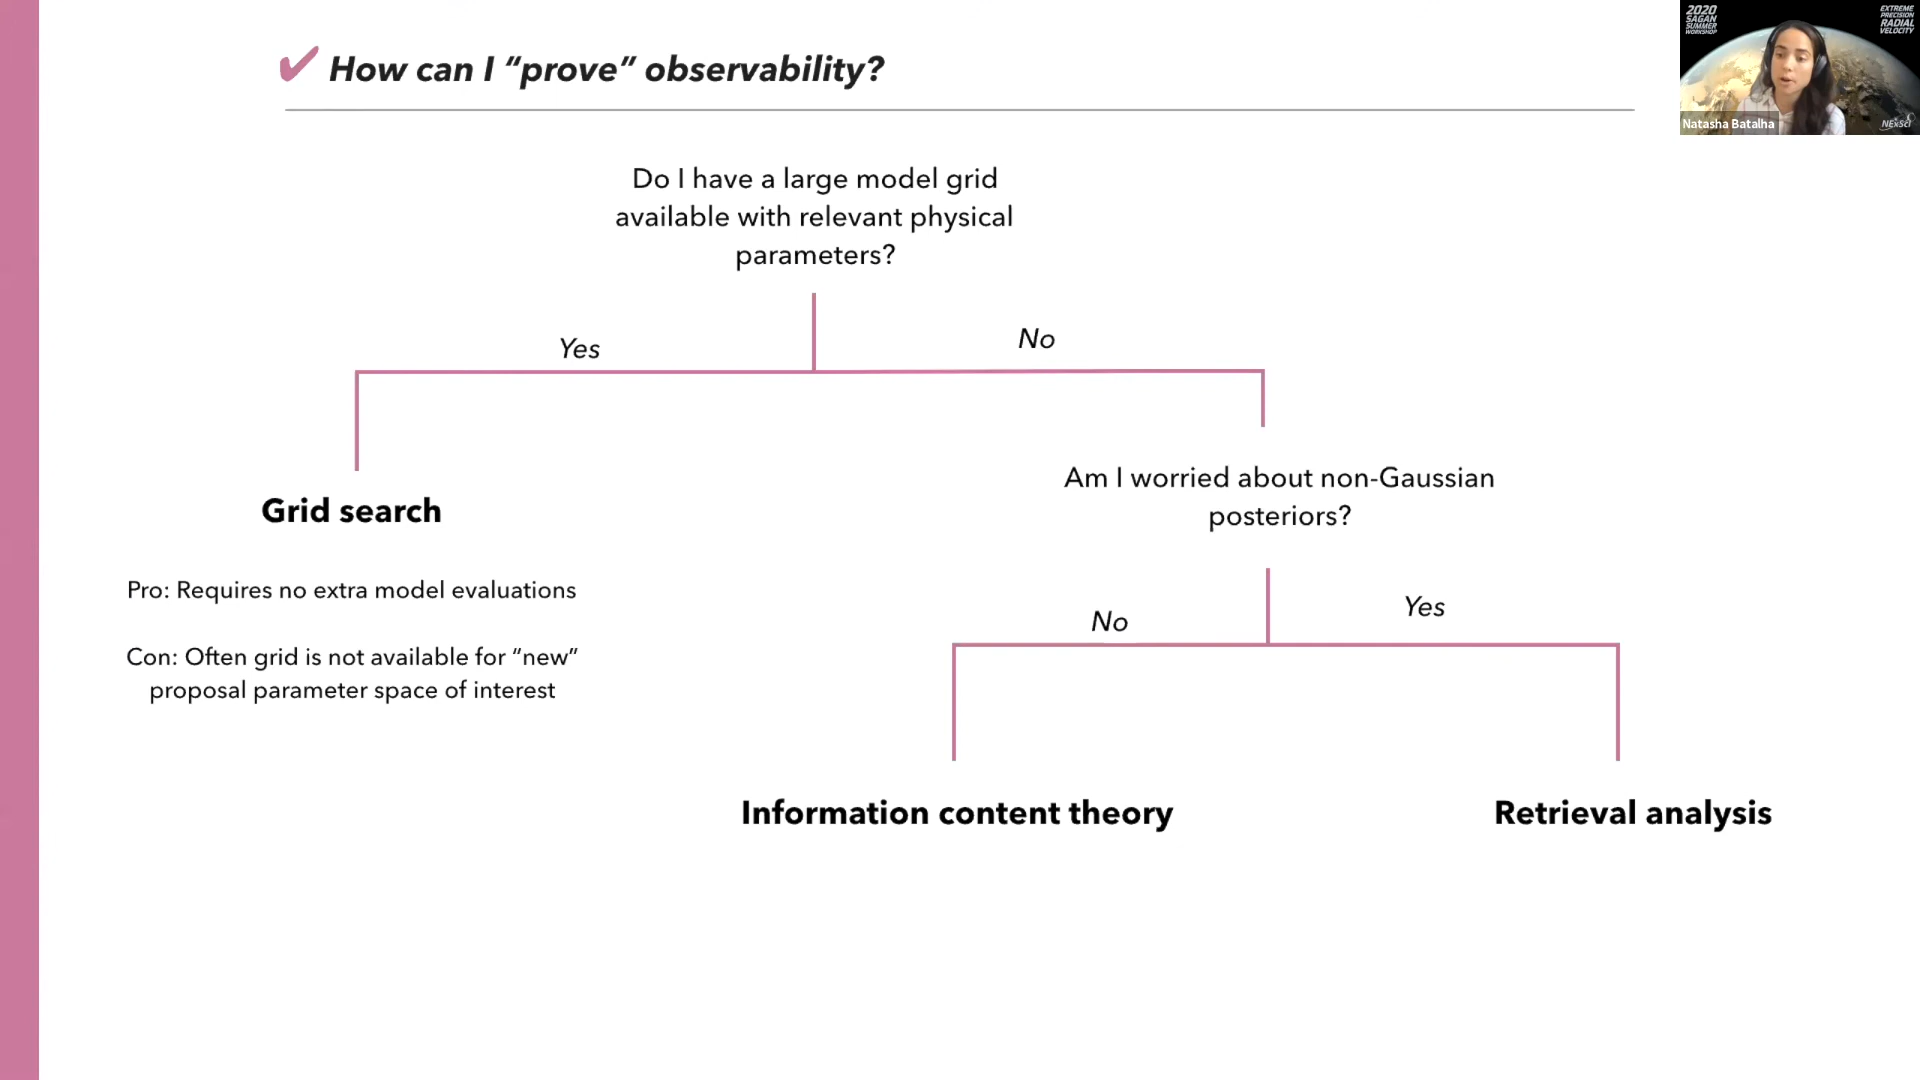 ✔ How can I “prove” observability?
2020
SAGAN
SUMMER
WORKSHOP
EXTREME
PRECISION
RADIAL
VELOCITY
Natasha Batalha
NExScI
Do I have a large model grid
available with relevant physical
parameters?
Yes
No
Grid search
Am I worried about non-Gaussian
posteriors?
Pro: Requires no extra model evaluations
No
Yes
Con: Often grid is not available for “new”
proposal parameter space of interest
Information content theory
Retrieval analysis